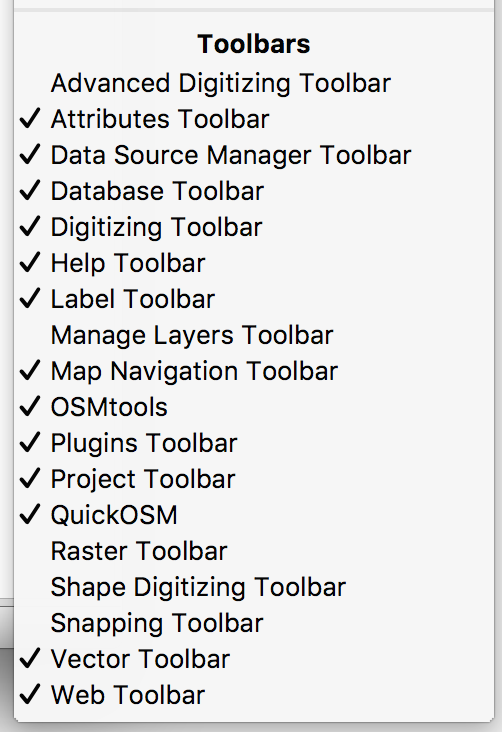 Toolbars
Advanced Digitizing Toolbar
✓ Attributes Toolbar
✓ Data Source Manager Toolbar
✓ Database Toolbar
✓ Digitizing Toolbar
✓ Help Toolbar
✓ Label Toolbar
Manage Layers Toolbar
✓ Map Navigation Toolbar
✓ OSMtools
✓ Plugins Toolbar
✓ Project Toolbar
✓ QuickOSM
Raster Toolbar
Shape Digitizing Toolbar
Snapping Toolbar
✓ Vector Toolbar
✓ Web Toolbar